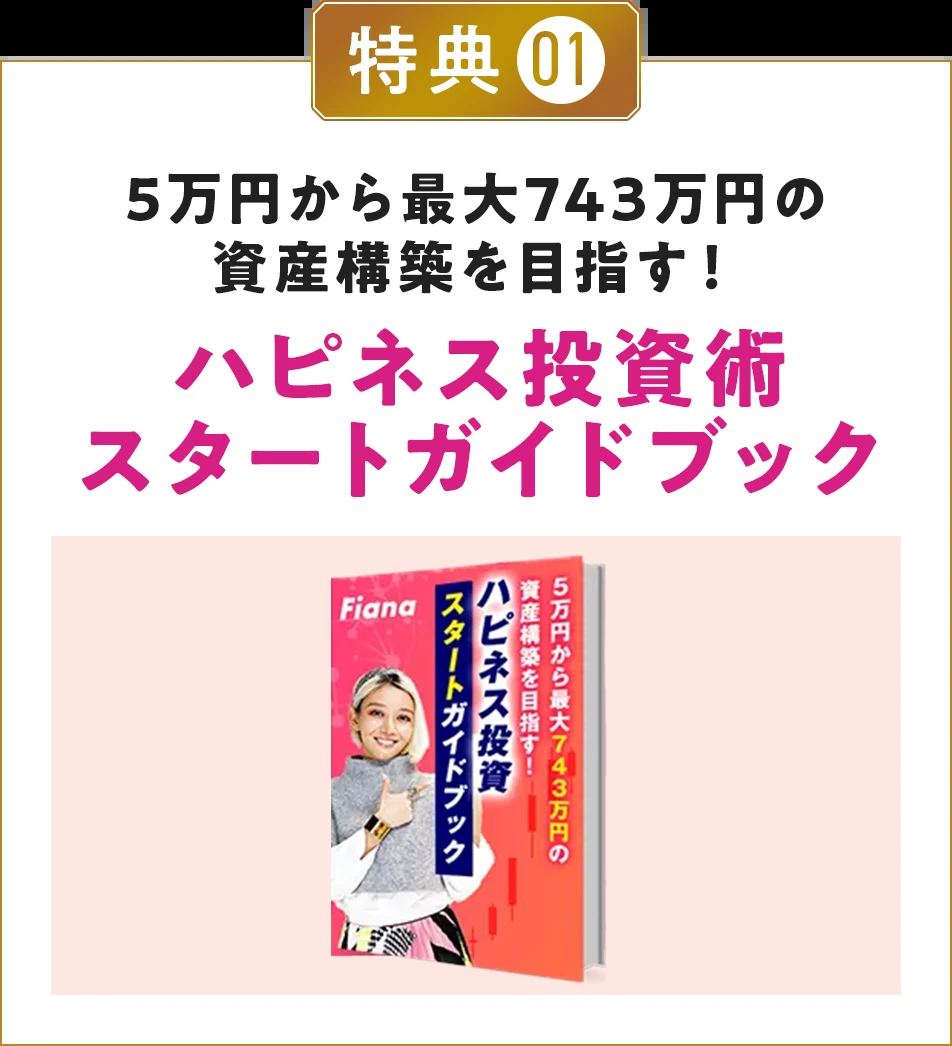 特典01
5万円から最大743万円の
資産構築を目指す！
ハピネス投資術
スタートガイドブック
Fiana
5万円から最大743万円の
資産構築を目指す！
ハピネス投資
スタートガイドブック